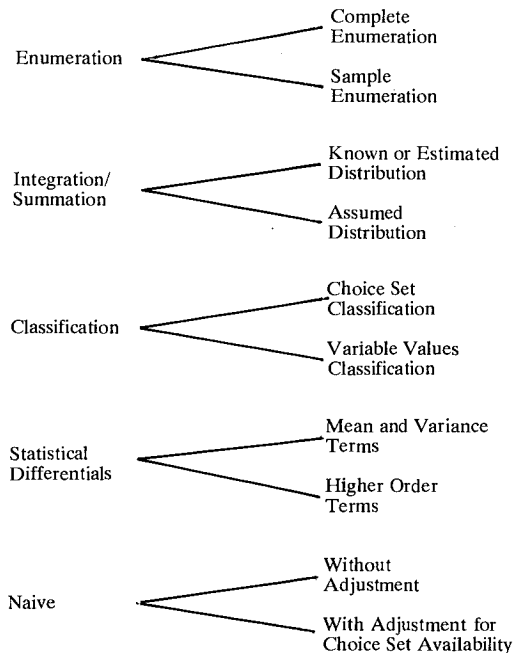 Enumeration
Complete
Enumeration
Sample
Enumeration
Integration/
Summation
Known or Estimated
Distribution
Assumed
Distribution
Classification
Choice Set
Classification
Variable Values
Classification
Statistical
Differentials
Mean and Variance
Terms
Higher Order
Terms
Naive
Without
Adjustment
With Adjustment for
Choice Set Availability